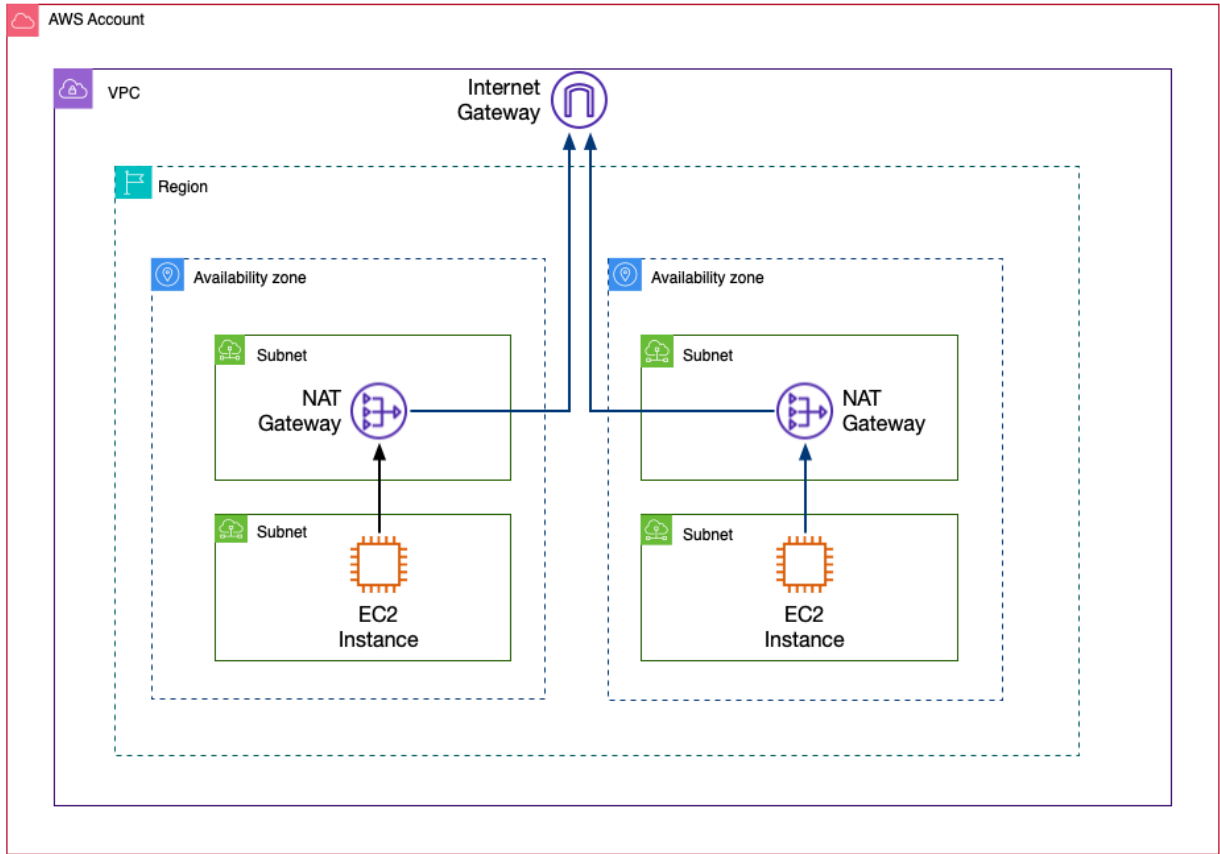 AWS Account
VPC
Internet
Gateway
Region
Availability zone
Availability zone
Subnet
Subnet
NAT
Gateway
NAT
Gateway
Subnet
Subnet
EC2
Instance
EC2
Instance